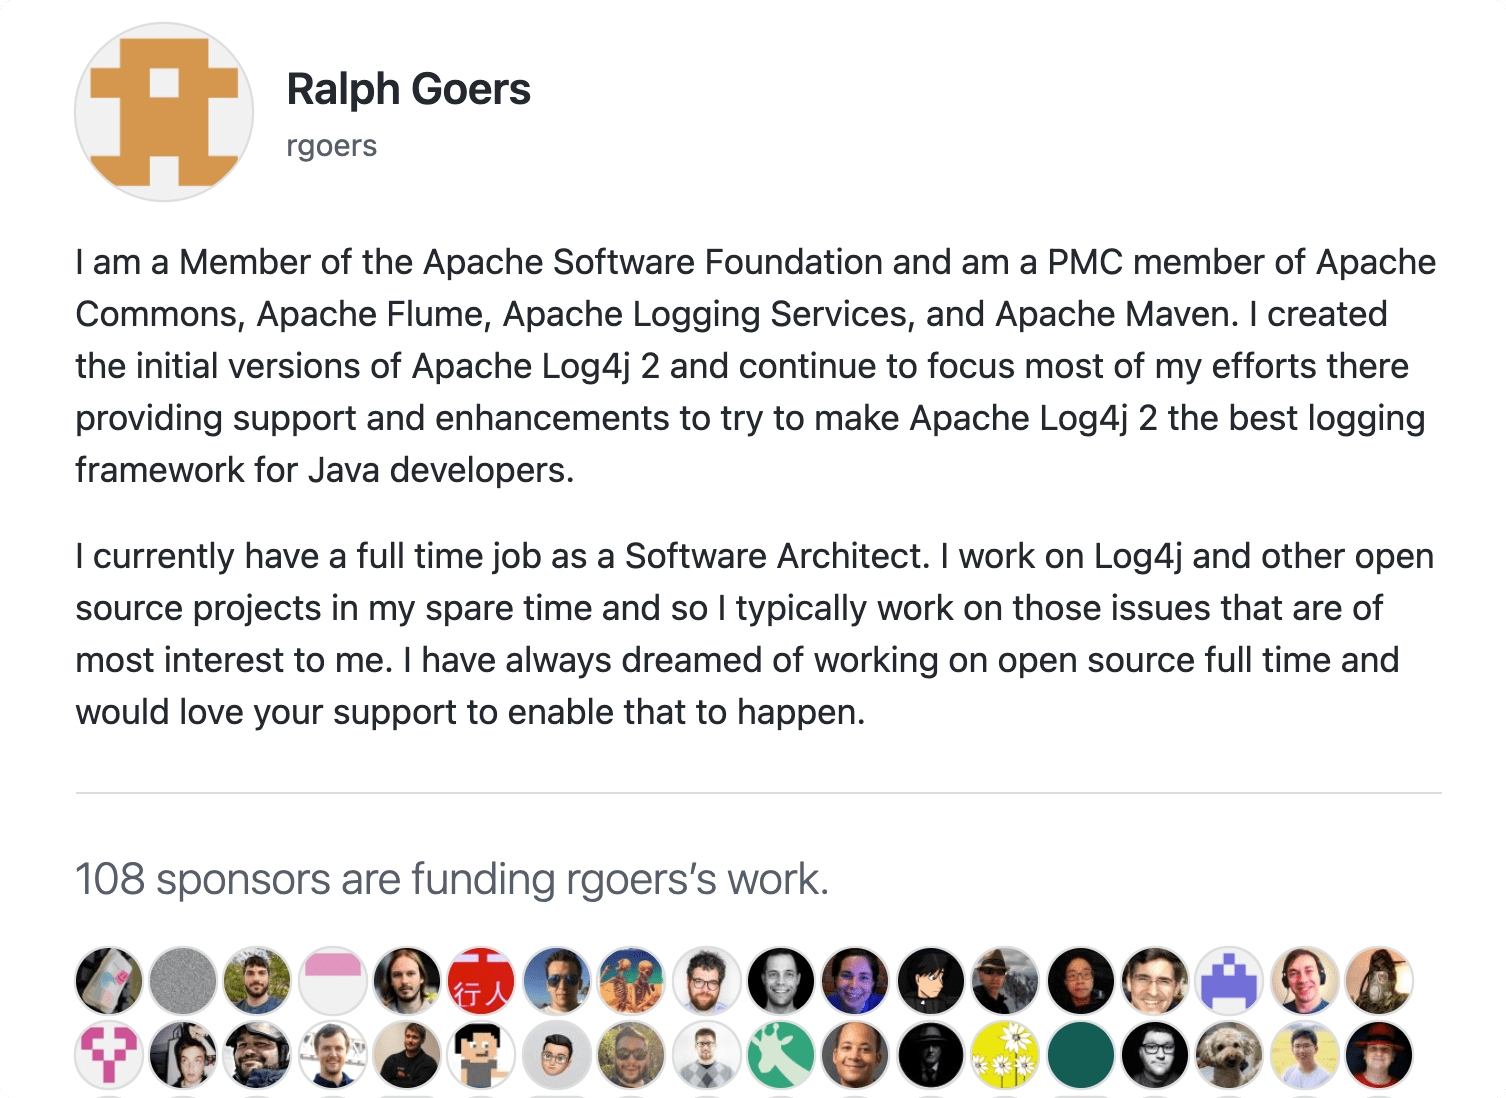 Ralph Goers
rgoers
I am a Member of the Apache Software Foundation and am a PMC member of Apache
Commons, Apache Flume, Apache Logging Services, and Apache Maven. I created
the initial versions of Apache Log4j 2 and continue to focus most of my efforts there
providing support and enhancements to try to make Apache Log4j 2 the best logging
framework for Java developers.
I currently have a full time job as a Software Architect. I work on Log4j and other open
source projects in my spare time and so I typically work on those issues that are of
most interest to me. I have always dreamed of working on open source full time and
would love your support to enable that to happen.
108 sponsors are funding rgoers’s work.
行人